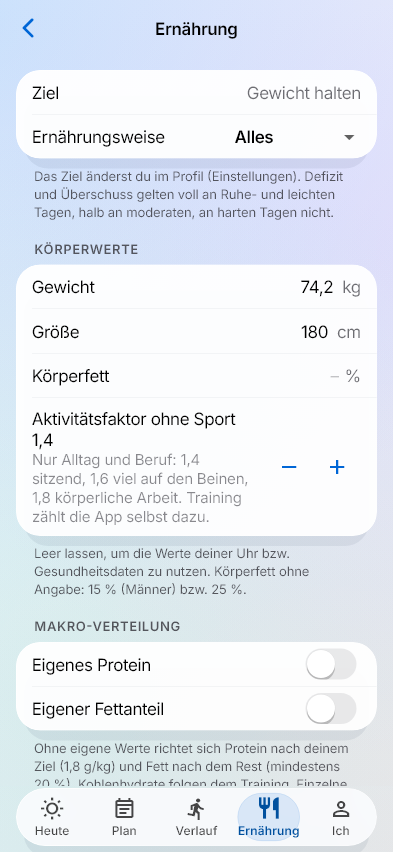 Ernährung
Ziel Gewicht halten
Ernährungsweise Alles
Das Ziel änderst du im Profil (Einstellungen). Defizit
und Überschuss gelten voll an Ruhe- und leichten
Tagen, halb an moderaten, an harten Tagen nicht.
KÖRPERWERTE
Gewicht 74,2 kg
Größe 180 cm
Körperfett – %
Aktivitätsfaktor ohne Sport
1,4
Nur Alltag und Beruf: 1,4
sitzend, 1,6 viel auf den Beinen,
1,8 körperliche Arbeit. Training
zählt die App selbst dazu.
Leer lassen, um die Werte deiner Uhr bzw.
Gesundheitsdaten zu nutzen. Körperfett ohne
Angabe: 15 % (Männer) bzw. 25 %.
MAKRO-VERTEILUNG
Eigenes Protein
Eigener Fettanteil
Ohne eigene Werte richtet sich Protein nach deinem
Ziel (1,8 g/kg) und Fett nach dem Rest (mindestens
20 %). Kohlenhydrate folgen dem Training. Einzelne
Heute Plan Verlauf Ernährung Ich